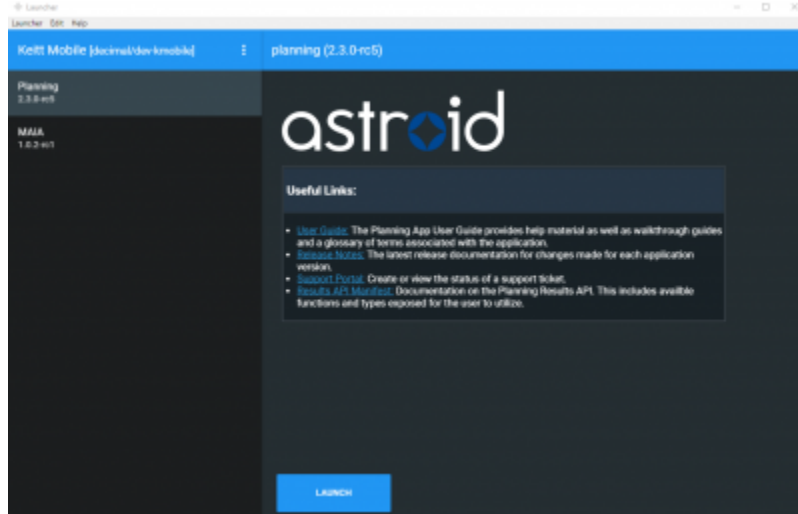 Launcher
Launcher Edit Help
Keitt Mobile [decimal/dev-kmobile]
planning (2.3.0-rc5)
Planning
2.3.0-rc5
MAIA
1.0.2-rc1
astroid
Useful Links:
• User Guide: The Planning App User Guide provides help material as well as walkthrough guides
and a glossary of terms associated with the application.
• Release Notes: The latest release documentation for changes made for each application
version.
• Support Portal: Create or view the status of a support ticket.
• Results API Manifest: Documentation on the Planning Results API. This includes availble
functions and types exposed for the user to utilize.
LAUNCH